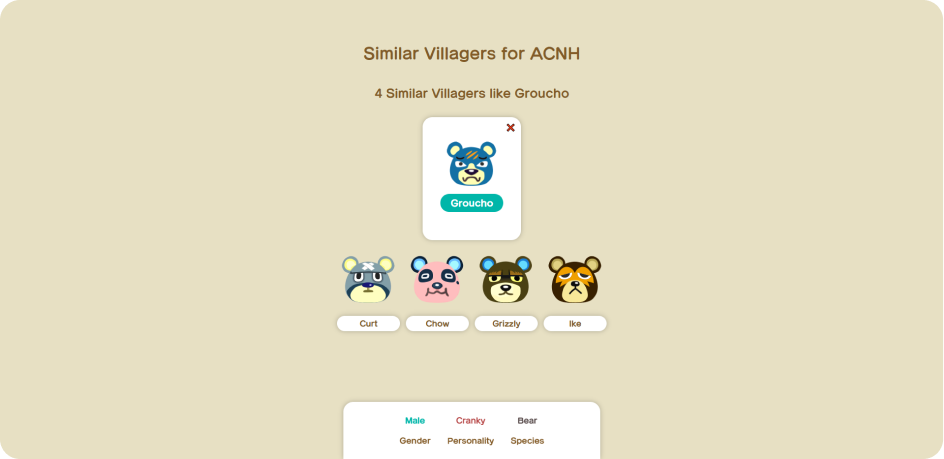 Similar Villagers for ACNH
4 Similar Villagers like Groucho
Groucho
Curt Chow Grizzly Ike
Male Cranky Bear
Gender Personality Species